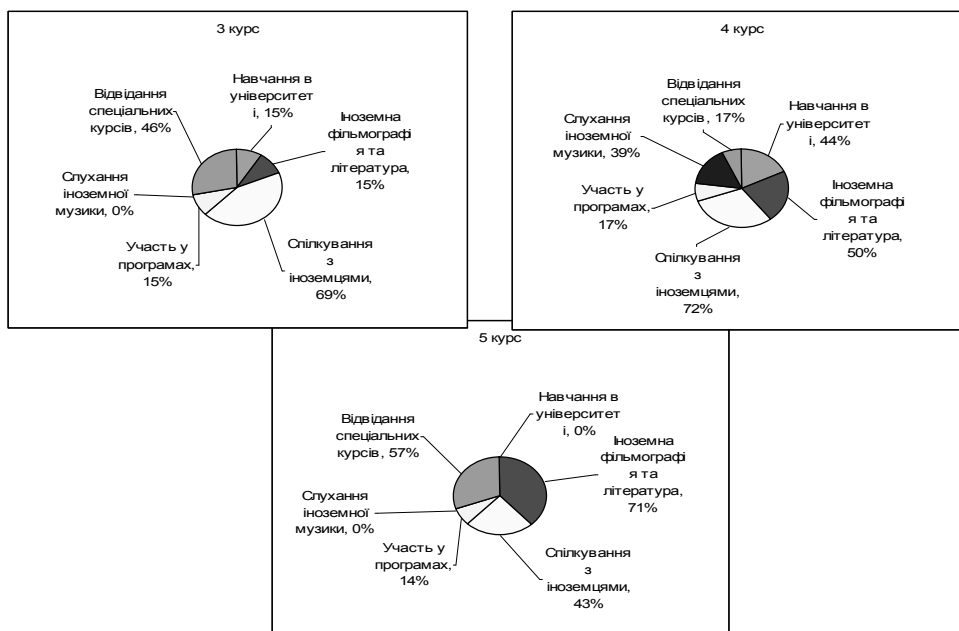 3 курс
Відвідання
спеціальних
курсів, 46%
Навчання в
університет
і, 15%
Іноземна
фільмографі
я та
література,
15%
Слухання
іноземної
музики, 0%
Участь у
програмах,
15%
Спілкування
з
іноземцями,
69%
4 курс
Відвідання
спеціальних
курсів, 17%
Навчання в
університет
і, 44%
Слухання
іноземної
музики, 39%
Участь у
програмах,
17%
Іноземна
фільмографі
я та
література,
50%
Спілкування
з
іноземцями,
72%
5 курс
Навчання в
університет
і, 0%
Відвідання
спеціальних
курсів, 57%
Іноземна
фільмографі
я та
література,
71%
Слухання
іноземної
музики, 0%
Участь у
програмах,
14%
Спілкування
з
іноземцями,
43%